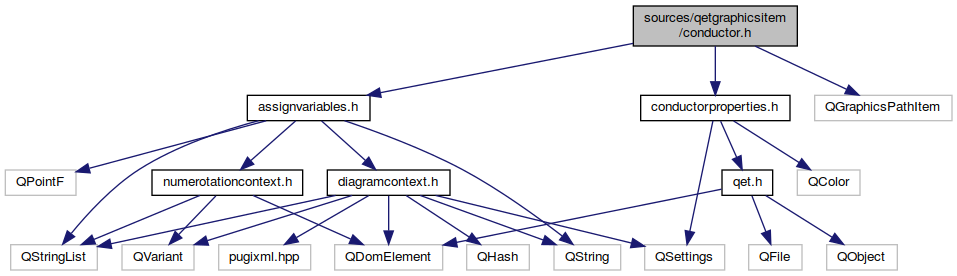 sources/qetgraphicsitem
/conductor.h
assignvariables.h
conductorproperties.h
QGraphicsPathItem
QPointF
numerotationcontext.h
diagramcontext.h
qet.h
QColor
QStringList
QVariant
pugixml.hpp
QDomElement
QHash
QString
QSettings
QFile
QObject